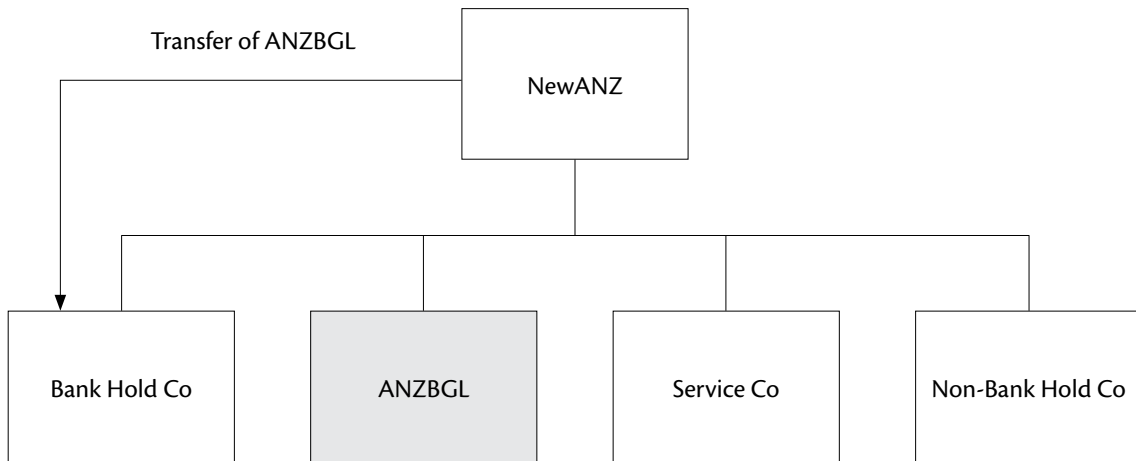 Transfer of ANZBGL
NewANZ
Bank Hold Co
ANZBGL
Service Co
Non-Bank Hold Co